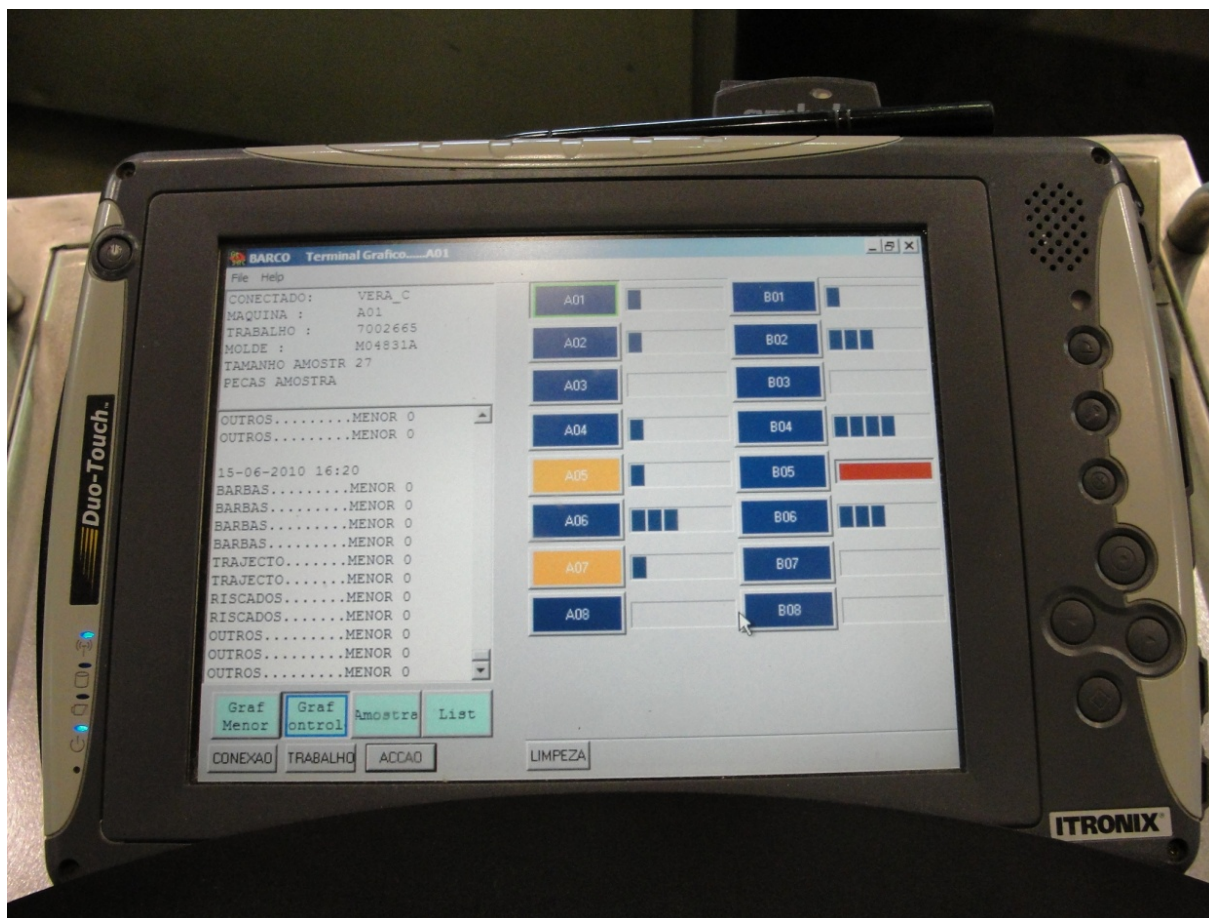 BARCO Terminal Grafico......A01
File Help
CONECTADO: VERA_C
MAQUINA : A01
TRABALHO : 7002665
MOLDE : M04831A
TAMANHO AMOSTR 27
PECAS AMOSTRA
OUTROS.........MENOR 0
OUTROS.........MENOR 0
15-06-2010 16:20
BARBAS.........MENOR 0
BARBAS.........MENOR 0
BARBAS.........MENOR 0
BARBAS.........MENOR 0
TRAJECTO.......MENOR 0
TRAJECTO.......MENOR 0
RISCADOS.......MENOR 0
RISCADOS.......MENOR 0
OUTROS.........MENOR 0
OUTROS.........MENOR 0
OUTROS.........MENOR 0
Graf Menor
Graf ontrol
Amostra
List
CONEXAO TRABALHO ACCAO
A01 B01
A02 B02
A03 B03
A04 B04
A05 B05
A06 B06
A07 B07
A08 B08
LIMPEZA
Duo-Touch™
ITRONIX